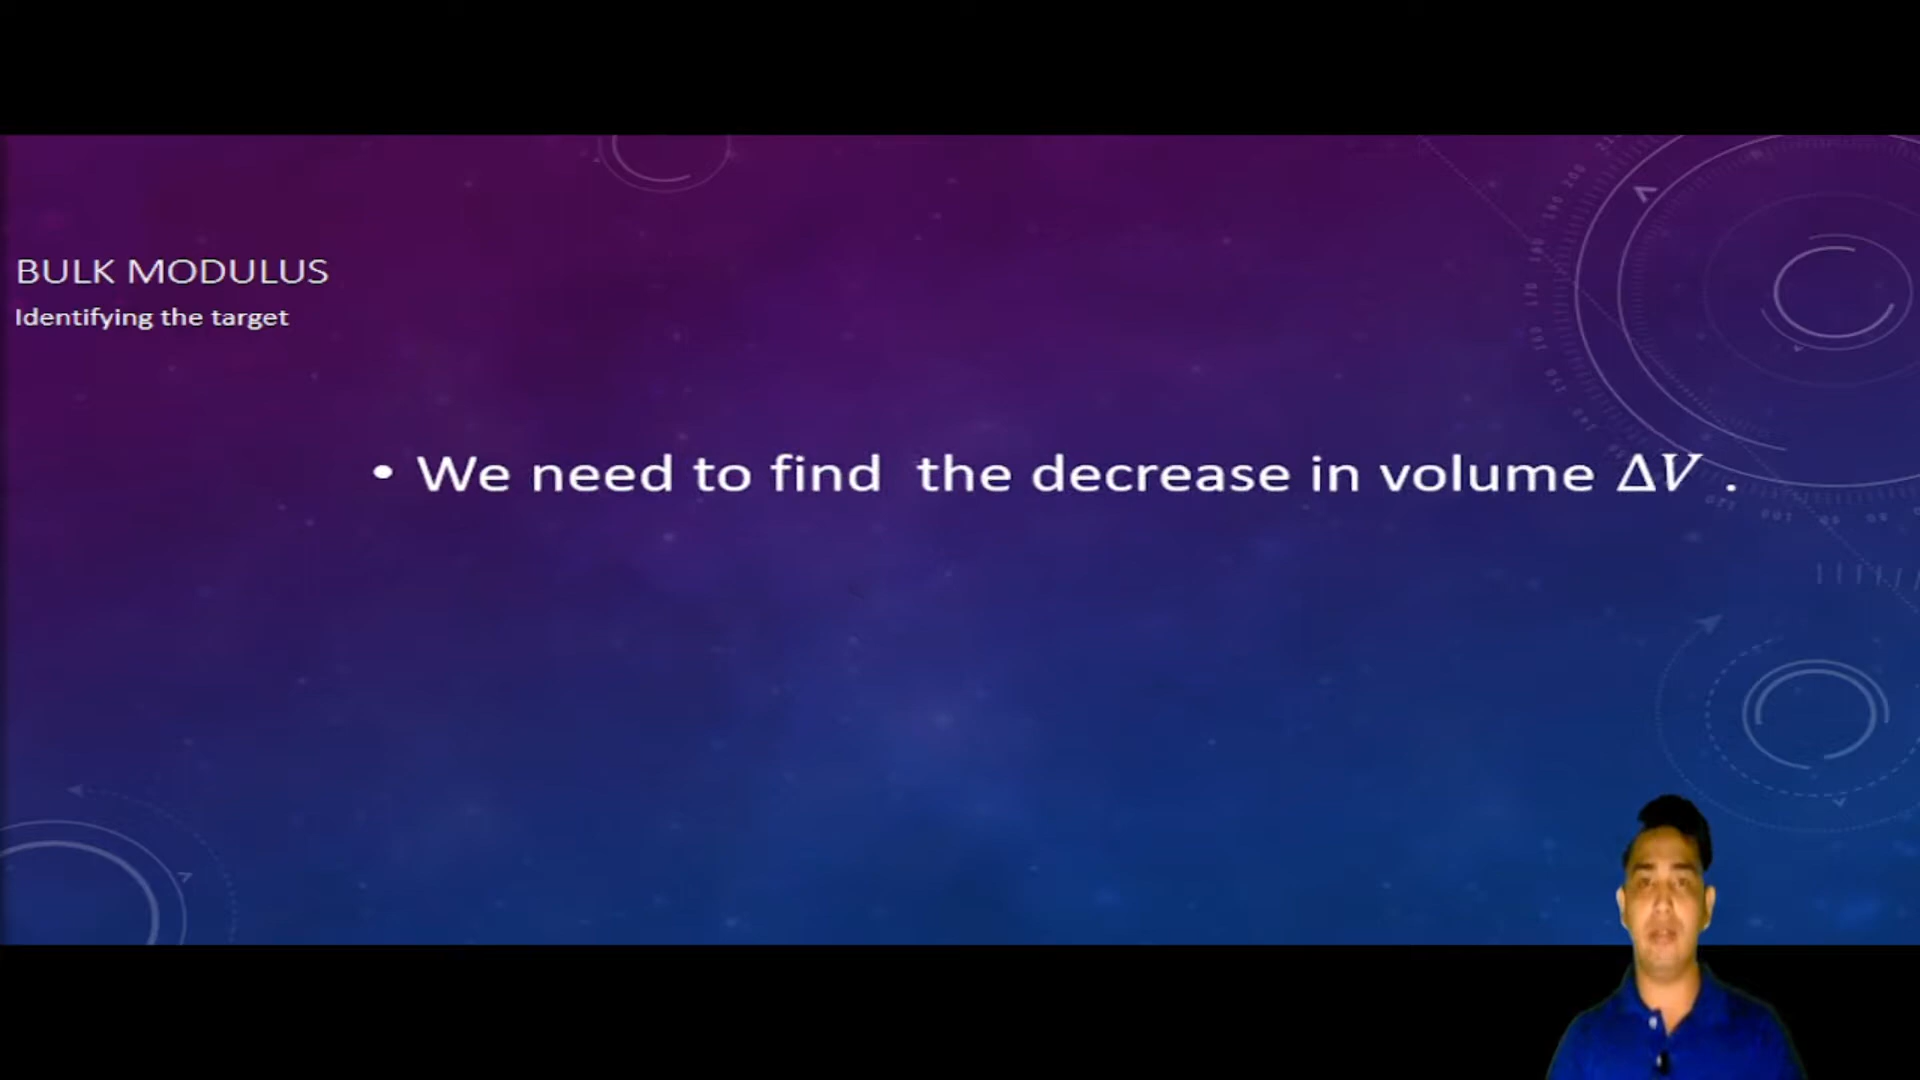 BULK MODULUS
Identifying the target
• We need to find the decrease in volume ΔV .